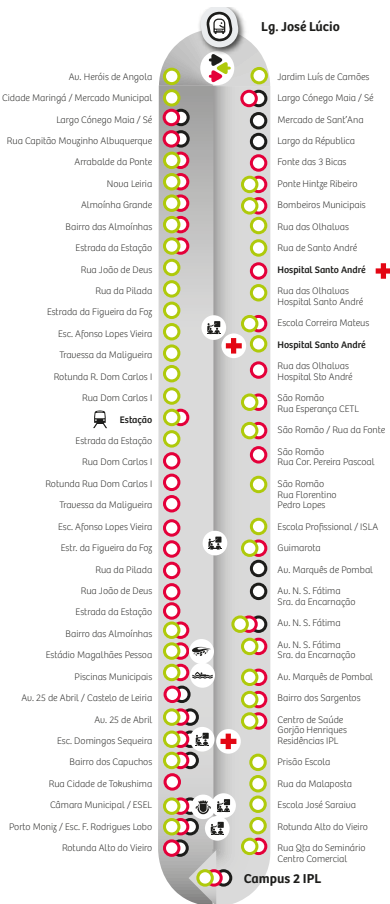 Lg. José Lúcio
Av. Heróis de Angola
Cidade Maringá / Mercado Municipal
Largo Cónego Maia / Sé
Rua Capitão Mouzinho Albuquerque
Arrabalde da Ponte
Nova Leiria
Almoínha Grande
Bairro das Almoínhas
Estrada da Estação
Rua João de Deus
Rua da Pilada
Estrada da Figueira da Foz
Esc. Afonso Lopes Vieira
Travessa da Maligueira
Rotunda R. Dom Carlos I
Rua Dom Carlos I
Estação
Estrada da Estação
Rua Dom Carlos I
Rotunda Rua Dom Carlos I
Travessa da Maligueira
Esc. Afonso Lopes Vieira
Estr. da Figueira da Foz
Rua da Pilada
Rua João de Deus
Estrada da Estação
Bairro das Almoínhas
Estádio Magalhães Pessoa
Piscinas Municipais
Av. 25 de Abril / Castelo de Leiria
Av. 25 de Abril
Esc. Domingos Sequeira
Bairro dos Capuchos
Rua Cidade de Tokushima
Câmara Municipal / ESEL
Porto Moniz / Esc. F. Rodrigues Lobo
Rotunda Alto do Vieiro
Jardim Luís de Camões
Largo Cónego Maia / Sé
Mercado de Sant'Ana
Largo da Républica
Fonte das 3 Bicas
Ponte Hintze Ribeiro
Bombeiros Municipais
Rua das Olhalvas
Rua de Santo André
Hospital Santo André
Rua das Olhalvas
Hospital Santo André
Escola Correira Mateus
Hospital Santo André
Rua das Olhalvas
Hospital Sto André
São Romão
Rua Esperança CETL
São Romão / Rua da Fonte
São Romão
Rua Cor. Pereira Pascoal
São Romão
Rua Florentino
Pedro Lopes
Escola Profissional / ISLA
Guimarota
Av. Marquês de Pombal
Av. N. S. Fátima
Sra. da Encarnação
Av. N. S. Fátima
Av. N. S. Fátima
Sra. da Encarnação
Av. Marquês de Pombal
Bairro dos Sargentos
Centro de Saúde
Gorjão Henriques
Residências IPL
Prisão Escola
Rua da Malaposta
Escola José Saraiva
Rotunda Alto do Vieiro
Rua Qta do Seminário
Centro Comercial
Campus 2 IPL